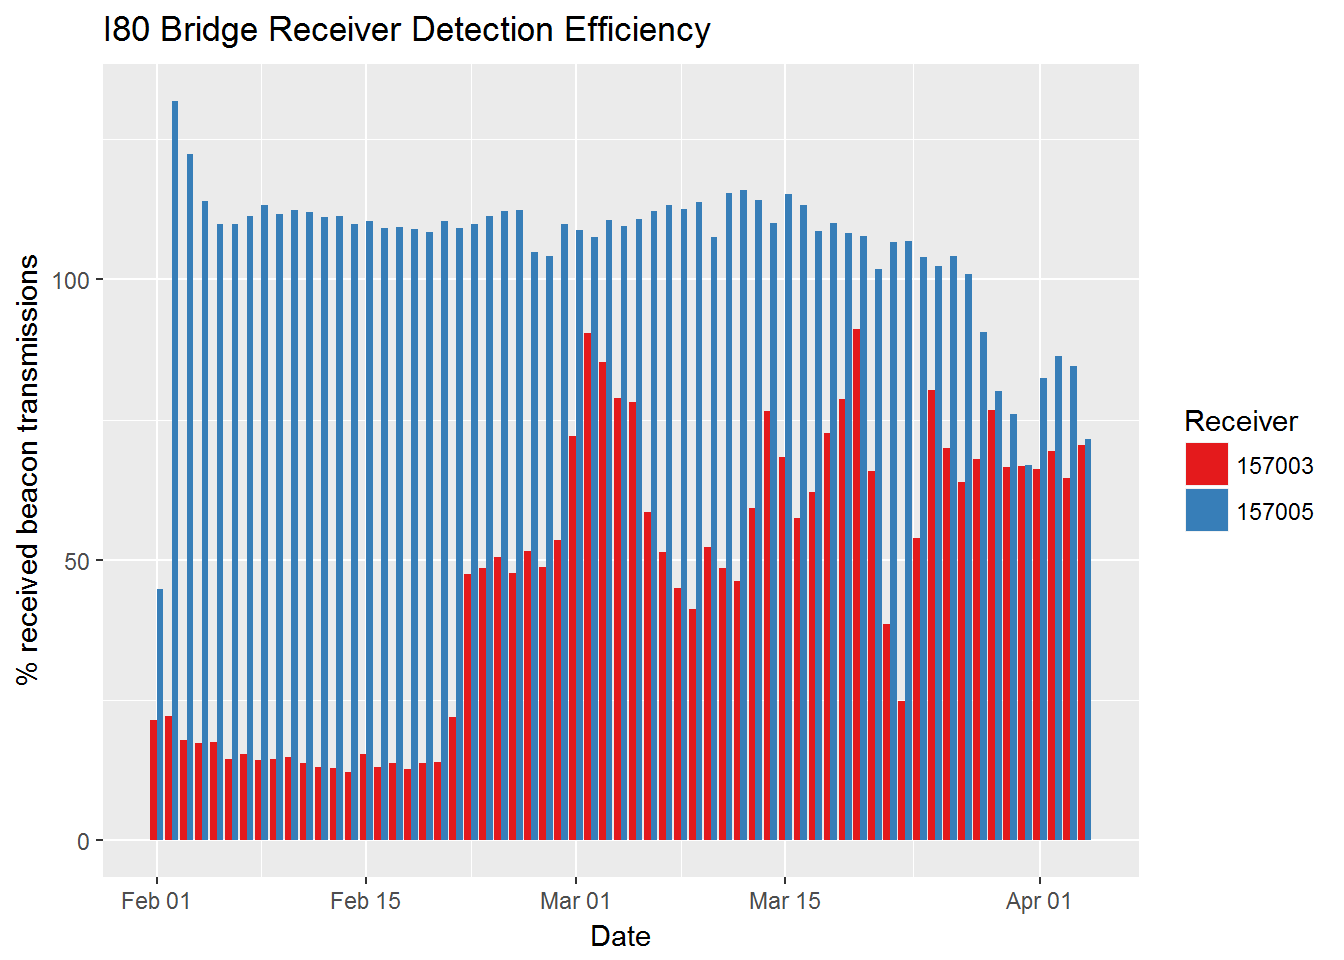 I80 Bridge Receiver Detection Efficiency
% received beacon transmissions
100
50
0
Feb 01
Feb 15
Mar 01
Mar 15
Apr 01
Date
Receiver
157003
157005